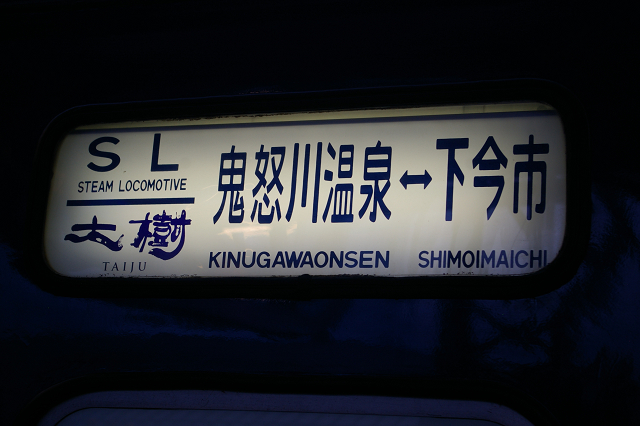 SL
STEAM LOCOMOTIVE
大樹
TAIJU
鬼怒川温泉↔下今市
KINUGAWAONSEN SHIMOIMAICHI